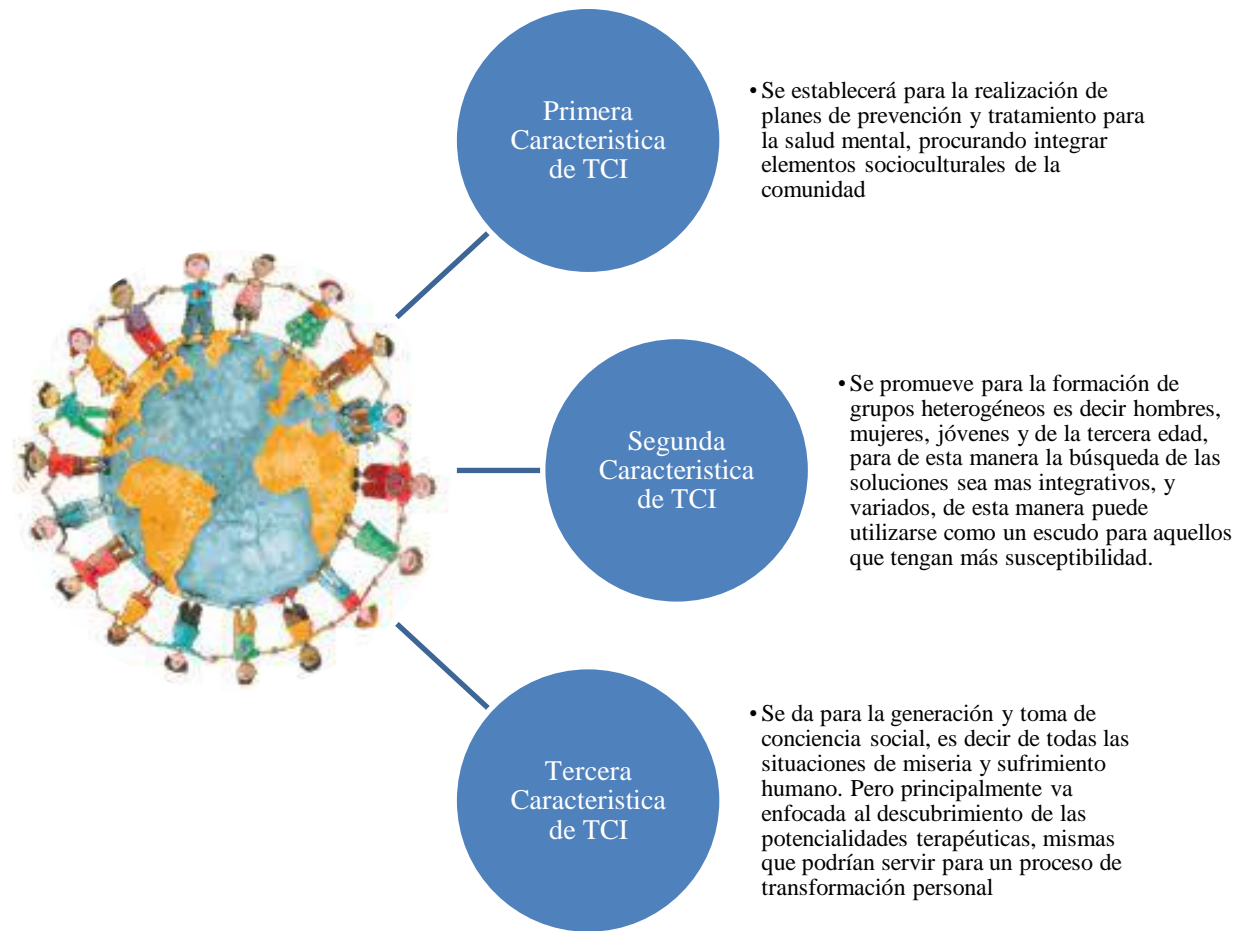 Primera
Caracteristica
de TCI
• Se establecerá para la realización de
planes de prevención y tratamiento para
la salud mental, procurando integrar
elementos socioculturales de la
comunidad
Segunda
Caracteristica
de TCI
• Se promueve para la formación de
grupos heterogéneos es decir hombres,
mujeres, jóvenes y de la tercera edad,
para de esta manera la búsqueda de las
soluciones sea mas integrativos, y
variados, de esta manera puede
utilizarse como un escudo para aquellos
que tengan más susceptibilidad.
Tercera
Caracteristica
de TCI
• Se da para la generación y toma de
conciencia social, es decir de todas las
situaciones de miseria y sufrimiento
humano. Pero principalmente va
enfocada al descubrimiento de las
potencialidades terapéuticas, mismas
que podrían servir para un proceso de
transformación personal